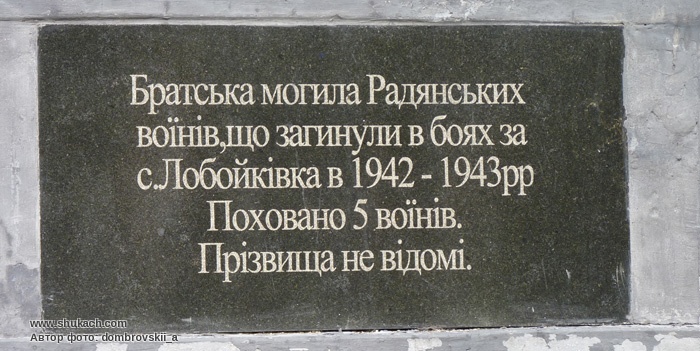 Братська могила Радянських
воїнів,що загинули в боях за
с.Лобойківка в 1942 - 1943рр
Поховано 5 воїнів.
Прізвища не відомі.
www.shukach.com
Автор фото: dombrovskii_a